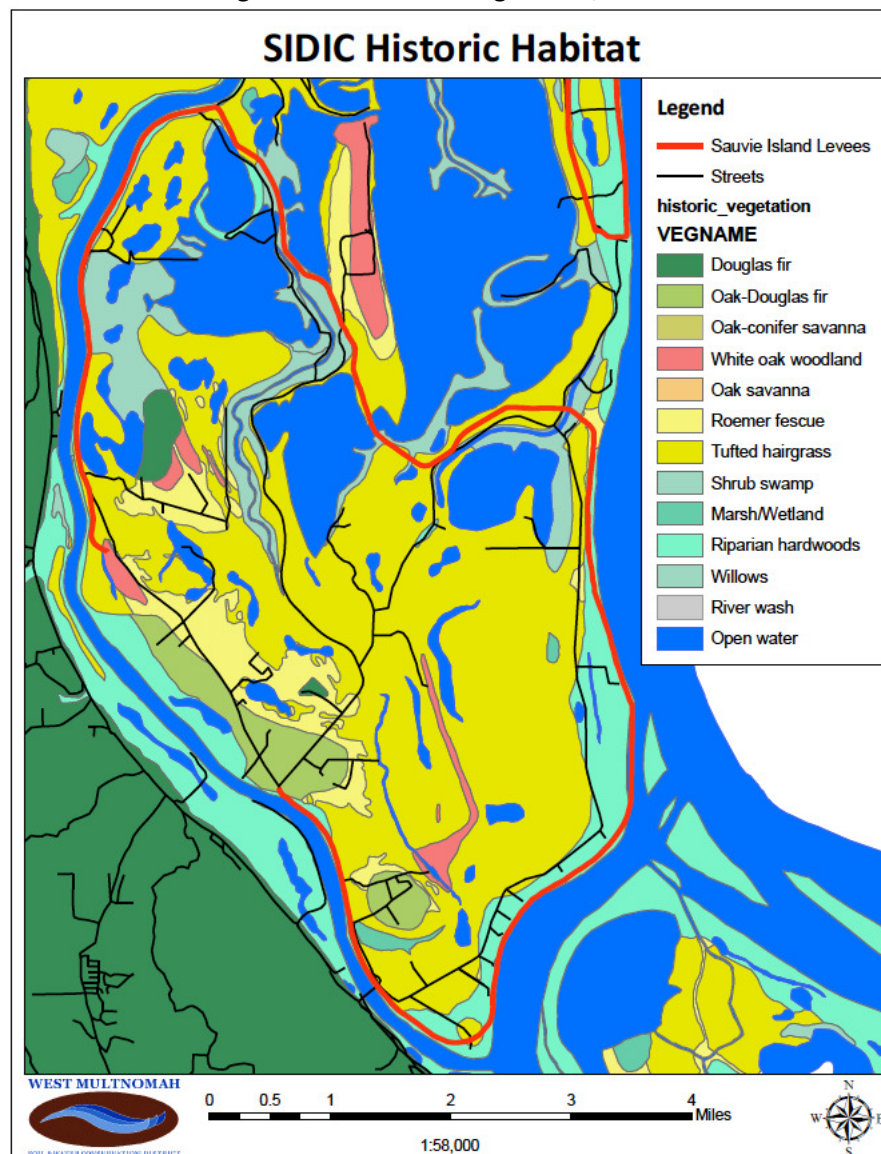 SIDIC Historic Habitat
Legend
Sauvie Island Levees
Streets
historic_vegetation
VEGNAME
Douglas fir
Oak-Douglas fir
Oak-conifer savanna
White oak woodland
Oak savanna
Roemer fescue
Tufted hairgrass
Shrub swamp
Marsh/Wetland
Riparian hardwoods
Willows
River wash
Open water
WEST MULTNOMAH
0 0.5 1 2 3 4
Miles
1:58,000
N
W E
S